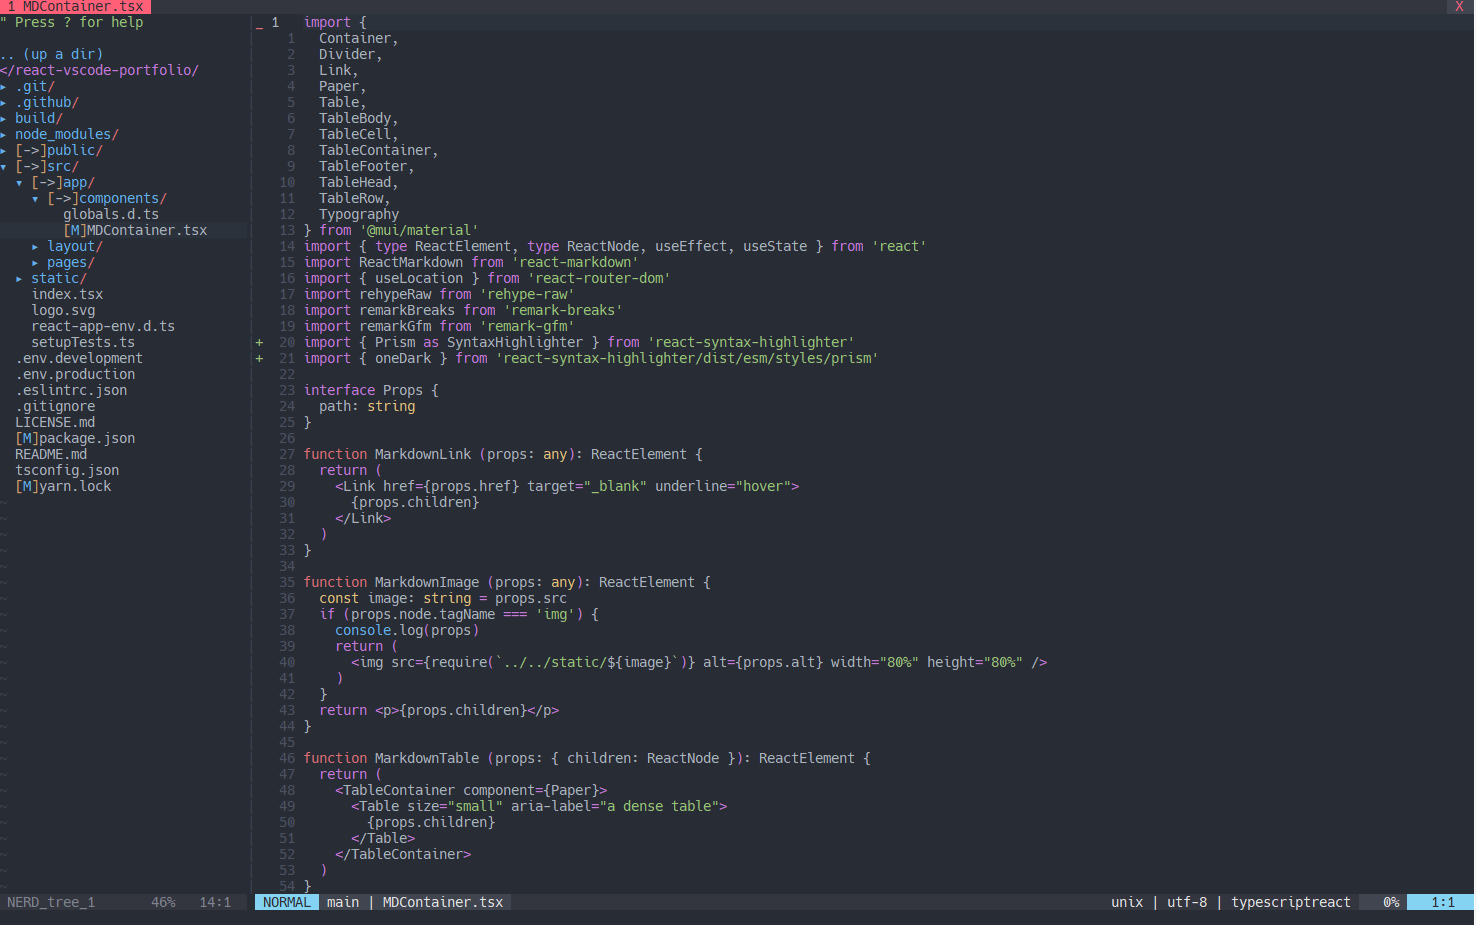 1 MDContainer.tsx X
" Press ? for help
.. (up a dir)
</react-vscode-portfolio/
▸ .git/
▸ .github/
▸ build/
▸ node_modules/
▸ [->]public/
▾ [->]src/
▾ [->]app/
▾ [->]components/
globals.d.ts
[M]MDContainer.tsx
▸ layout/
▸ pages/
▸ static/
index.tsx
logo.svg
react-app-env.d.ts
setupTests.ts
.env.development
.env.production
.eslintrc.json
.gitignore
LICENSE.md
[M]package.json
README.md
tsconfig.json
[M]yarn.lock
_ 1 import {
1 Container,
2 Divider,
3 Link,
4 Paper,
5 Table,
6 TableBody,
7 TableCell,
8 TableContainer,
9 TableFooter,
10 TableHead,
11 TableRow,
12 Typography
13 } from '@mui/material'
14 import { type ReactElement, type ReactNode, useEffect, useState } from 'react'
15 import ReactMarkdown from 'react-markdown'
16 import { useLocation } from 'react-router-dom'
17 import rehypeRaw from 'rehype-raw'
18 import remarkBreaks from 'remark-breaks'
19 import remarkGfm from 'remark-gfm'
+ 20 import { Prism as SyntaxHighlighter } from 'react-syntax-highlighter'
+ 21 import { oneDark } from 'react-syntax-highlighter/dist/esm/styles/prism'
22
23 interface Props {
24 path: string
25 }
26
27 function MarkdownLink (props: any): ReactElement {
28 return (
29 <Link href={props.href} target="_blank" underline="hover">
30 {props.children}
31 </Link>
32 )
33 }
34
35 function MarkdownImage (props: any): ReactElement {
36 const image: string = props.src
37 if (props.node.tagName === 'img') {
38 console.log(props)
39 return (
40 <img src={require(`../../static/${image}`)} alt={props.alt} width="80%" height="80%" />
41 )
42 }
43 return <p>{props.children}</p>
44 }
45
46 function MarkdownTable (props: { children: ReactNode }): ReactElement {
47 return (
48 <TableContainer component={Paper}>
49 <Table size="small" aria-label="a dense table">
50 {props.children}
51 </Table>
52 </TableContainer>
53 )
54 }
NERD_tree_1 46% 14:1 NORMAL main | MDContainer.tsx unix | utf-8 | typescriptreact 0% 1:1